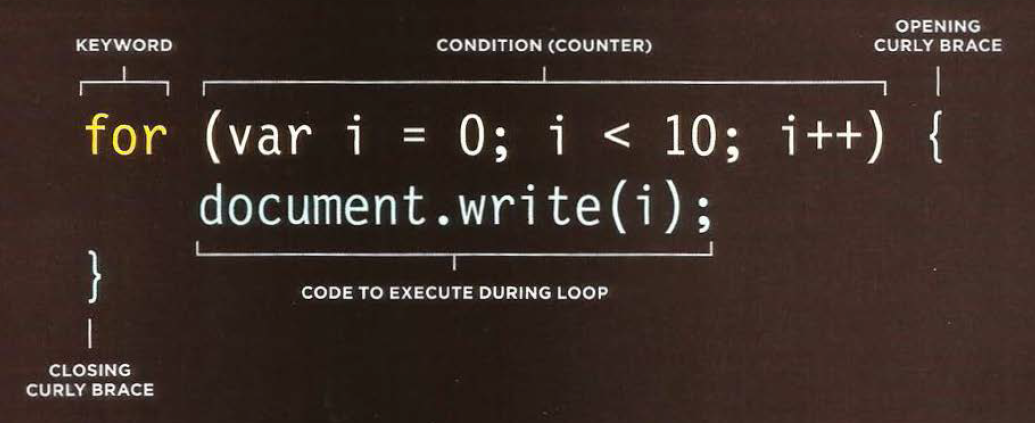 KEYWORD
CONDITION (COUNTER)
OPENING
CURLY BRACE
for (var i = 0; i < 10; i++) {
document.write(i);
}
CODE TO EXECUTE DURING LOOP
CLOSING
CURLY BRACE